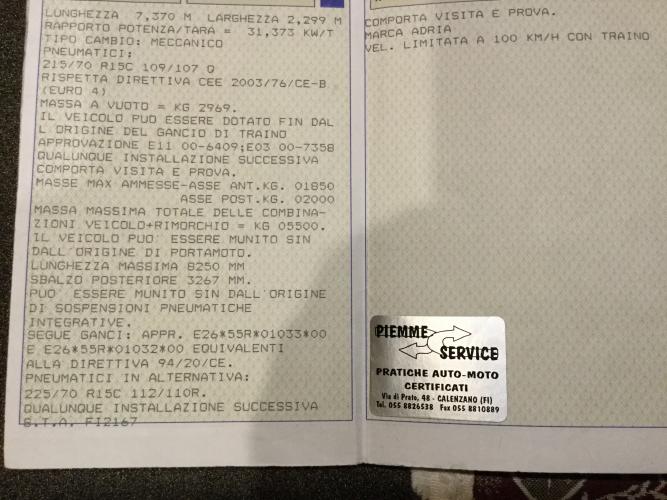 LUNGHEZZA 7,370 M LARGHEZZA 2,299 M
RAPPORTO POTENZA/TARA = 31,373 KW/T
TIPO CAMBIO: MECCANICO
PNEUMATICI:
215/70 R15C 109/107 Q
RISPETTA DIRETTIVA CEE 2003/76/CE-B
(EURO 4)
MASSA A VUOTO = KG 2969.
IL VEICOLO PUO ESSERE DOTATO FIN DAL
L'ORIGINE DEL GANCIO DI TRAINO
APPROVAZIONE E11 00-6409;E03 00-7358
QUALUNQUE INSTALLAZIONE SUCCESSIVA
COMPORTA VISITA E PROVA.
MASSE MAX AMMESSE-ASSE ANT.KG. 01850
ASSE POST.KG. 02000
MASSA MASSIMA TOTALE DELLE COMBINA-
ZIONI VEICOLO+RIMORCHIO = KG 05500.
IL VEICOLO PUO' ESSERE MUNITO SIN
DALL'ORIGINE DI PORTAMOTO.
LUNGHEZZA MASSIMA 8250 MM
SBALZO POSTERIORE 3267 MM.
PUO' ESSERE MUNITO SIN DALL'ORIGINE
DI SOSPENSIONI PNEUMATICHE
INTEGRATIVE.
SEGUE GANCI: APPR. E26*55R*01033*00
E E26*55R*01032*00 EQUIVALENTI
ALLA DIRETTIVA 94/20/CE.
PNEUMATICI IN ALTERNATIVA:
225/70 R15C 112/110R.
QUALUNQUE INSTALLAZIONE SUCCESSIVA
S.T.A. FI2167
COMPORTA VISITA E PROVA.
MARCA ADRIA
VEL. LIMITATA A 100 KM/H CON TRAINO
PIEMME
SERVICE
PRATICHE AUTO-MOTO
CERTIFICATI
Via di Prato, 48 - CALENZANO (FI)
Tel. 055 8826538 Fax 055 8810889